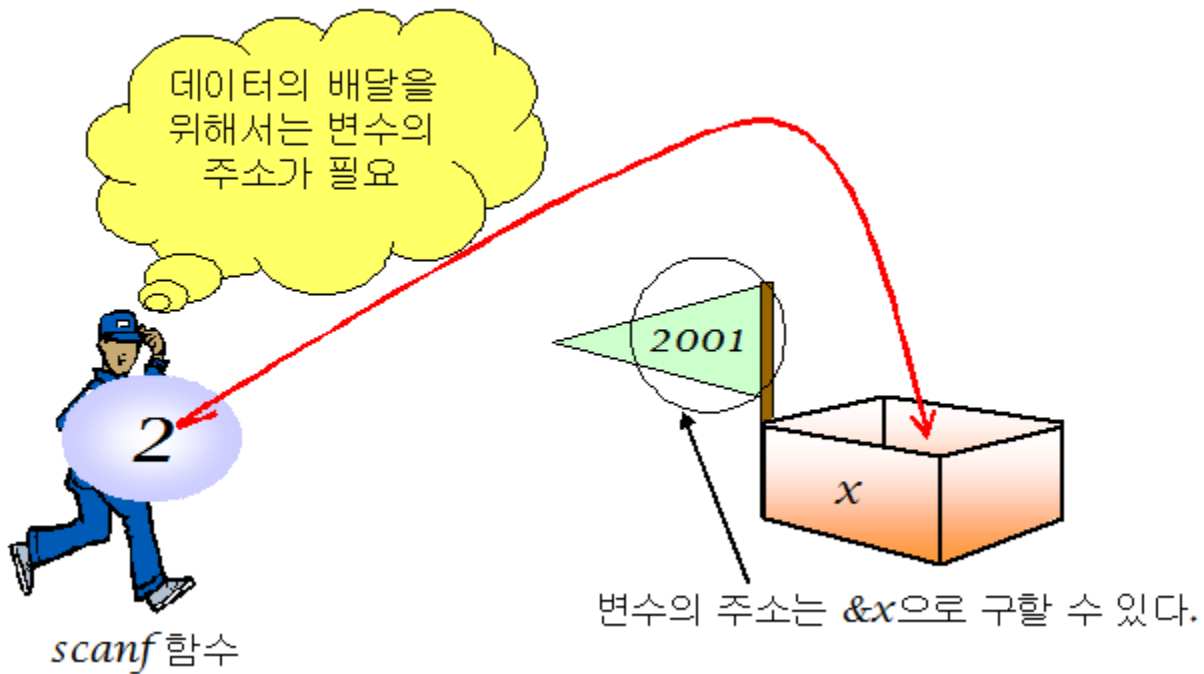 데이터의 배달을
위해서는 변수의
주소가 필요
2001
2
x
변수의 주소는 &x으로 구할 수 있다.
scanf 함수